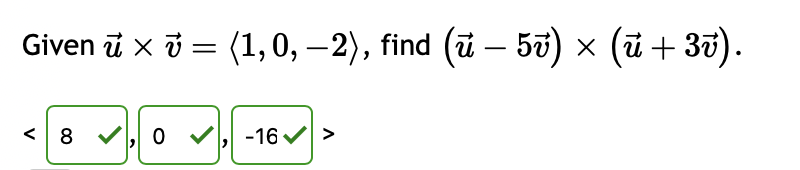 Given u⃗ × v⃗ = ⟨1, 0, −2⟩, find (u⃗ − 5v⃗) × (u⃗ + 3v⃗).
< 8 ✓, 0 ✓, -16 ✓ >